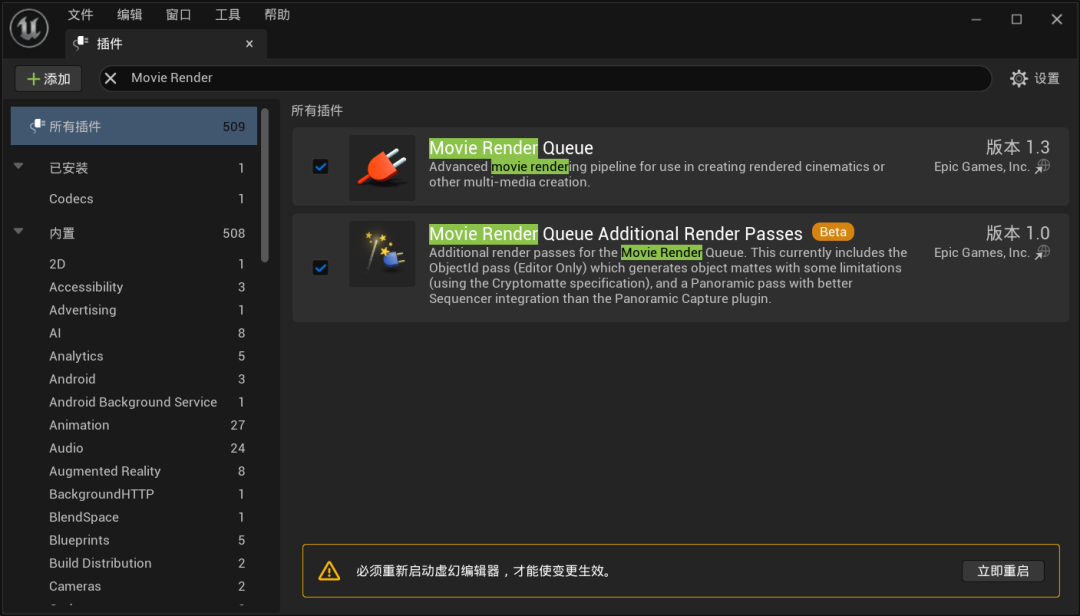 文件 编辑 窗口 工具 帮助
插件
添加
Movie Render
设置
所有插件 509
已安装 1
Codecs 1
内置 508
2D 1
Accessibility 3
Advertising 1
AI 8
Analytics 5
Android 3
Android Background Service 1
Animation 27
Audio 24
Augmented Reality 8
BackgroundHTTP 1
BlendSpace 1
Blueprints 5
Build Distribution 2
Cameras 2
所有插件
Movie Render Queue
版本 1.3
Advanced movie rendering pipeline for use in creating rendered cinematics or
other multi-media creation.
Epic Games, Inc.
Movie Render Queue Additional Render Passes Beta
版本 1.0
Additional render passes for the Movie Render Queue. This currently includes the
ObjectId pass (Editor Only) which generates object mattes with some limitations
(using the Cryptomatte specification), and a Panoramic pass with better
Sequencer integration than the Panoramic Capture plugin.
Epic Games, Inc.
必须重新启动虚幻编辑器，才能使变更生效。
立即重启